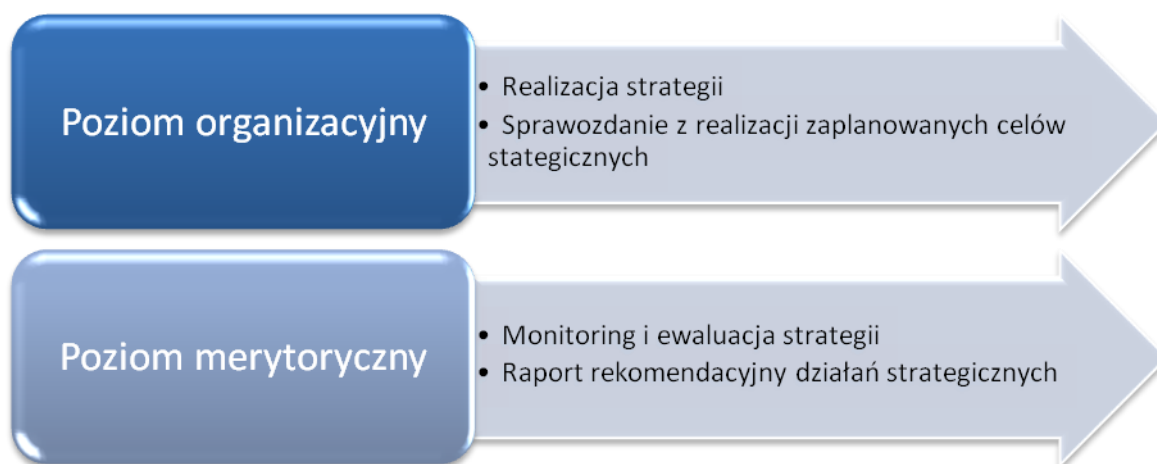 Poziom organizacyjny
• Realizacja strategii
• Sprawozdanie z realizacji zaplanowanych celów
stategicznych
Poziom merytoryczny
• Monitoring i ewaluacja strategii
• Raport rekomendacyjny działań strategicznych